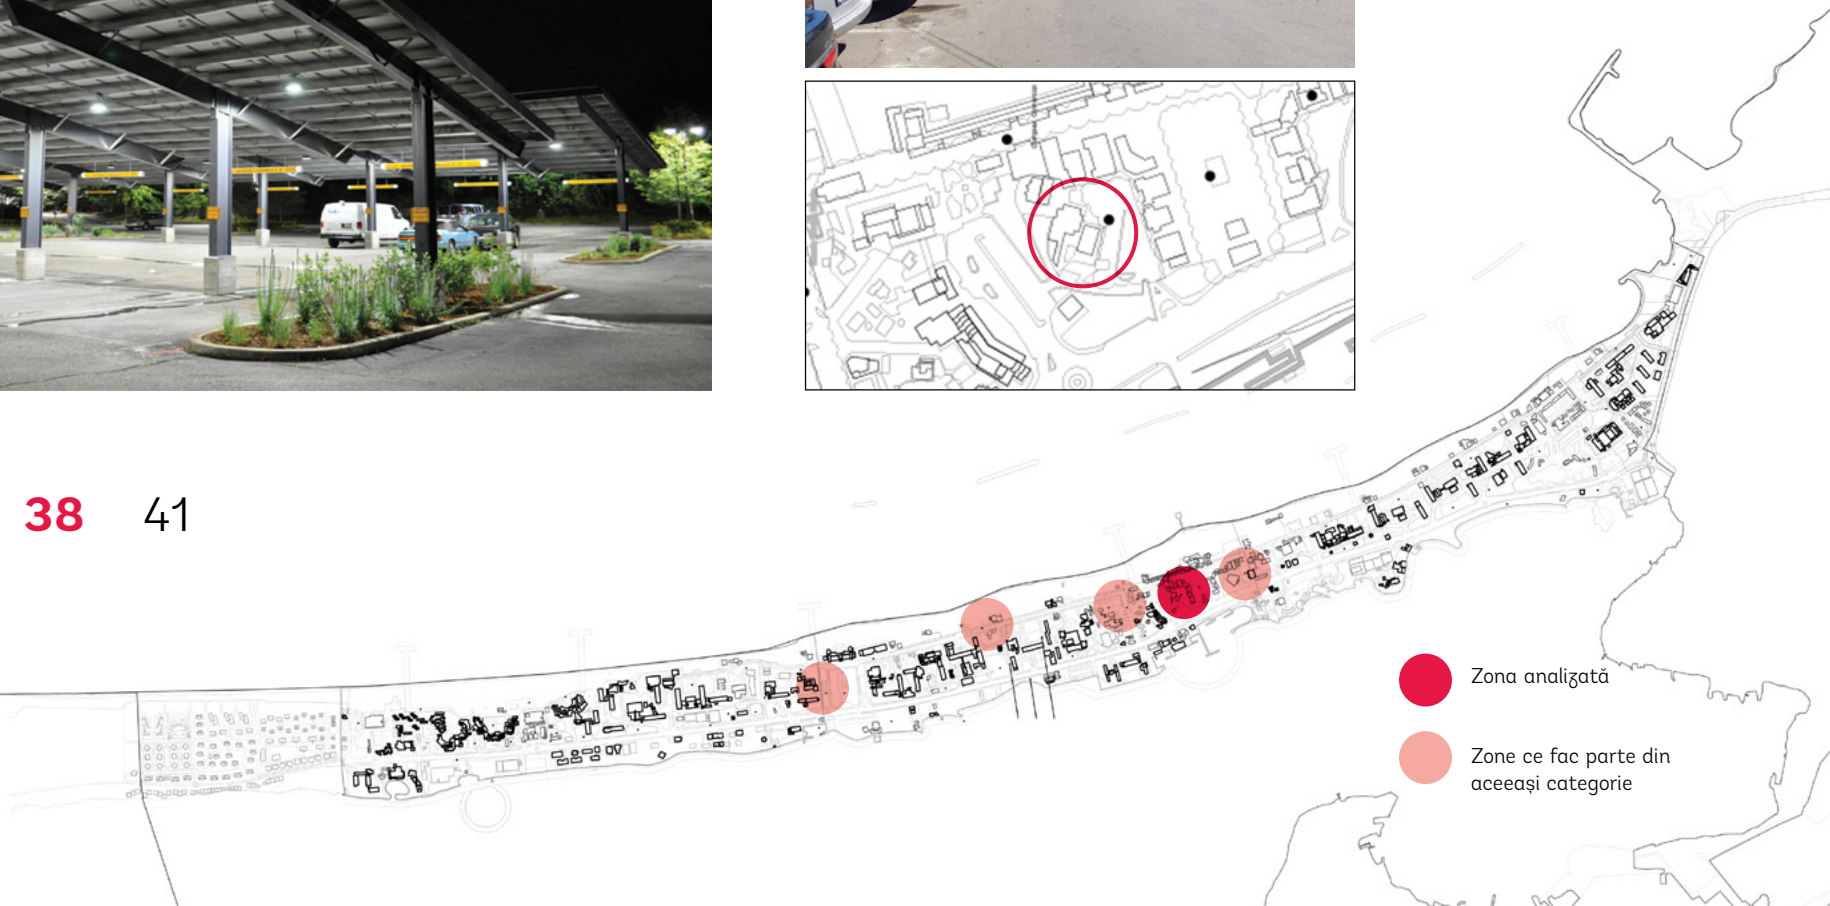 38 41
Zona analizată
Zone ce fac parte din
aceeași categorie